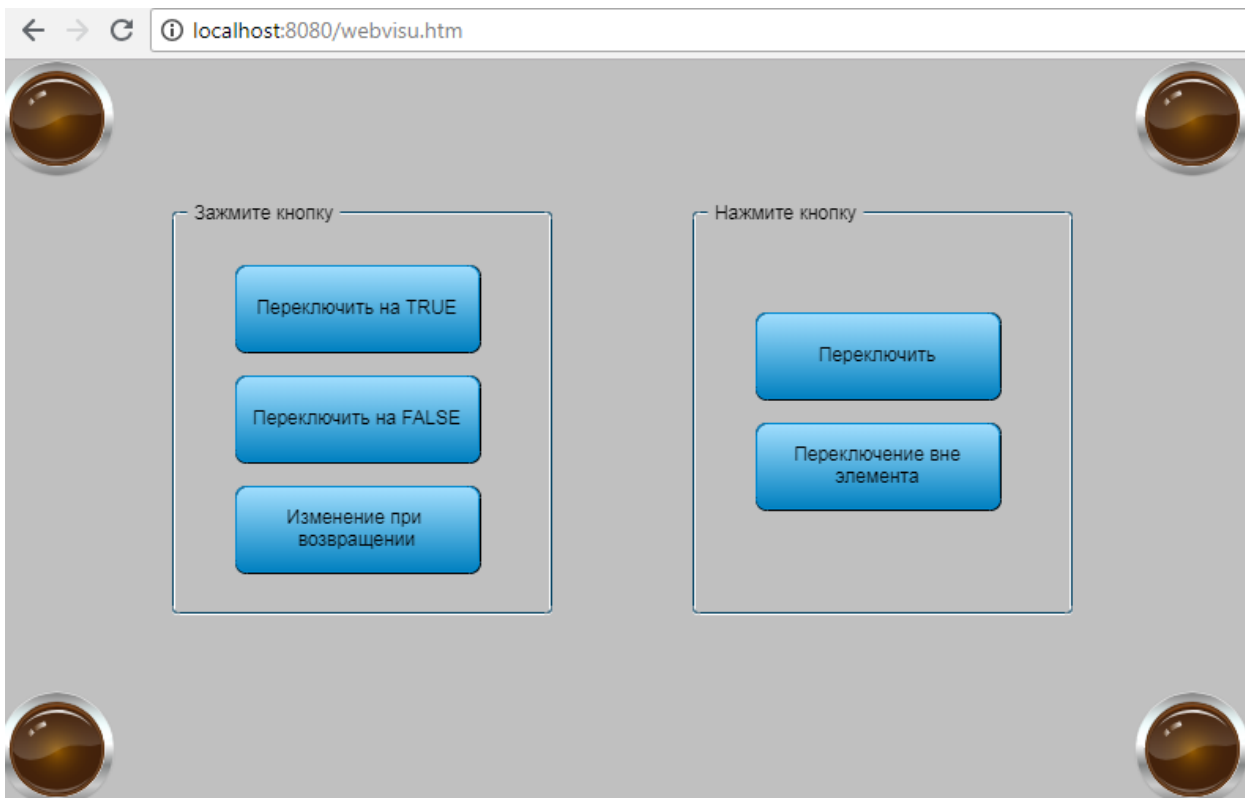 localhost:8080/webvisu.htm
Зажмите кнопку
Переключить на TRUE
Переключить на FALSE
Изменение при
возвращении
Нажмите кнопку
Переключить
Переключение вне
элемента